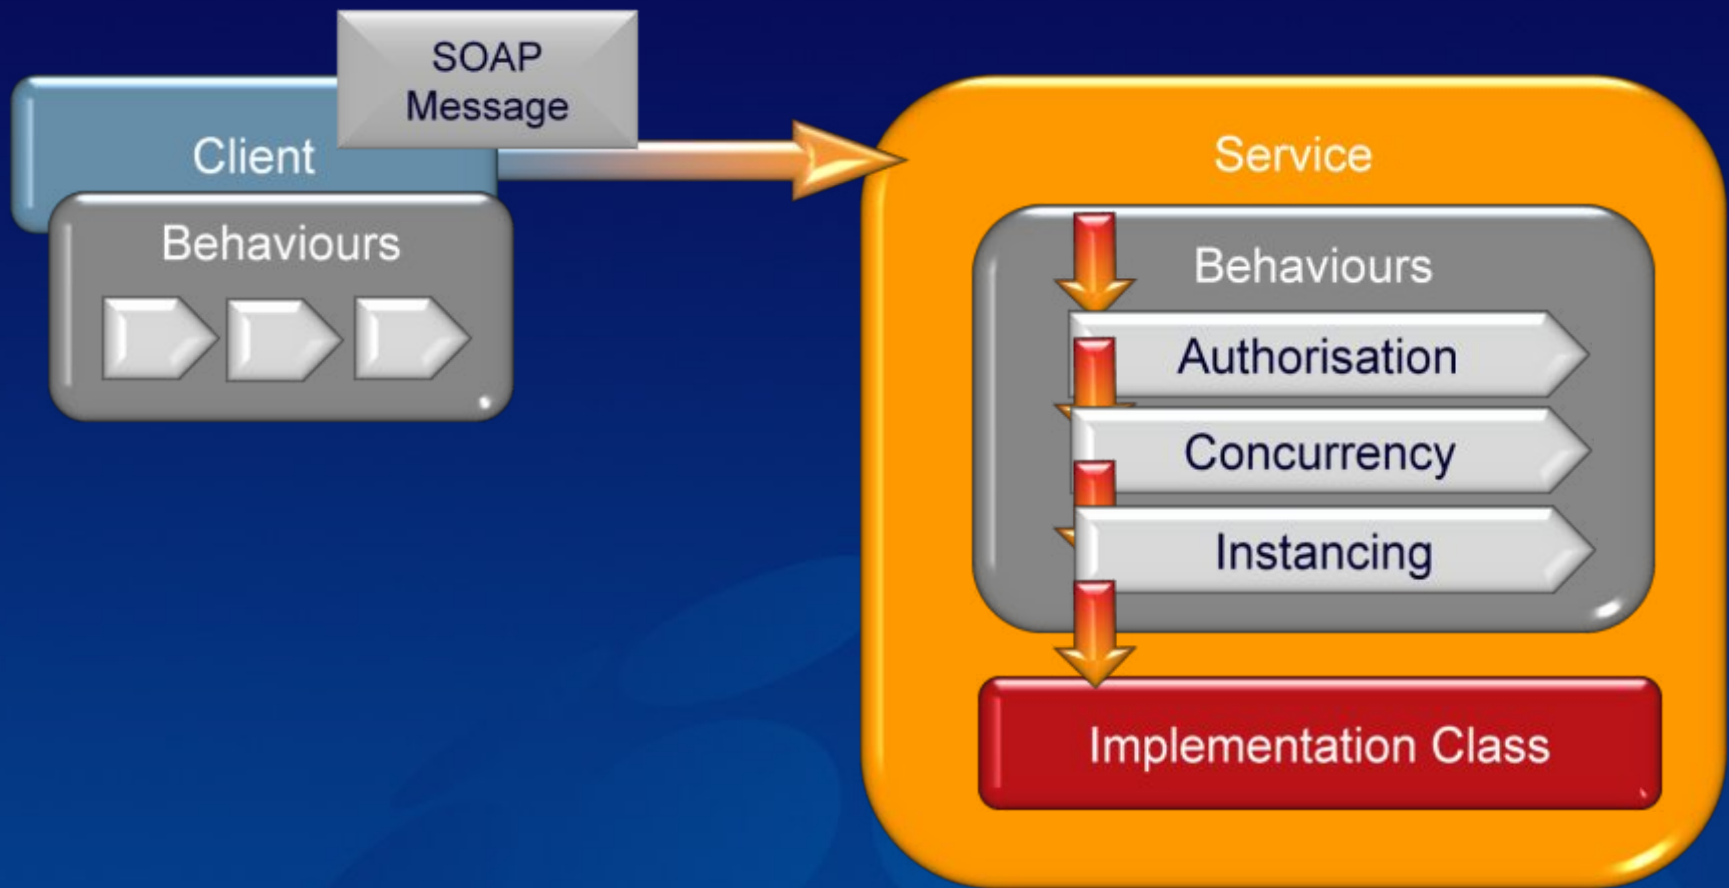 SOAP
Message
Client
Behaviours
Service
Behaviours
Authorisation
Concurrency
Instancing
Implementation Class